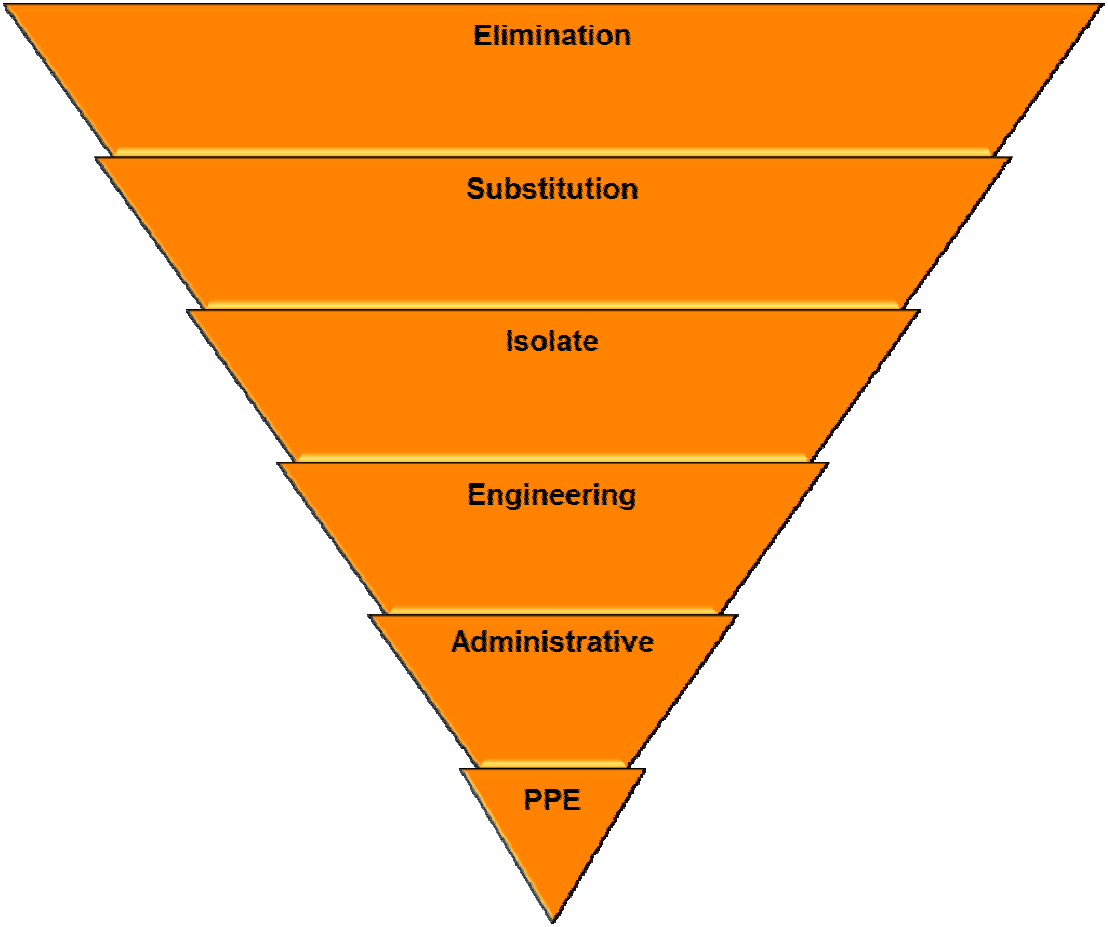 Elimination
Substitution
Isolate
Engineering
Administrative
PPE